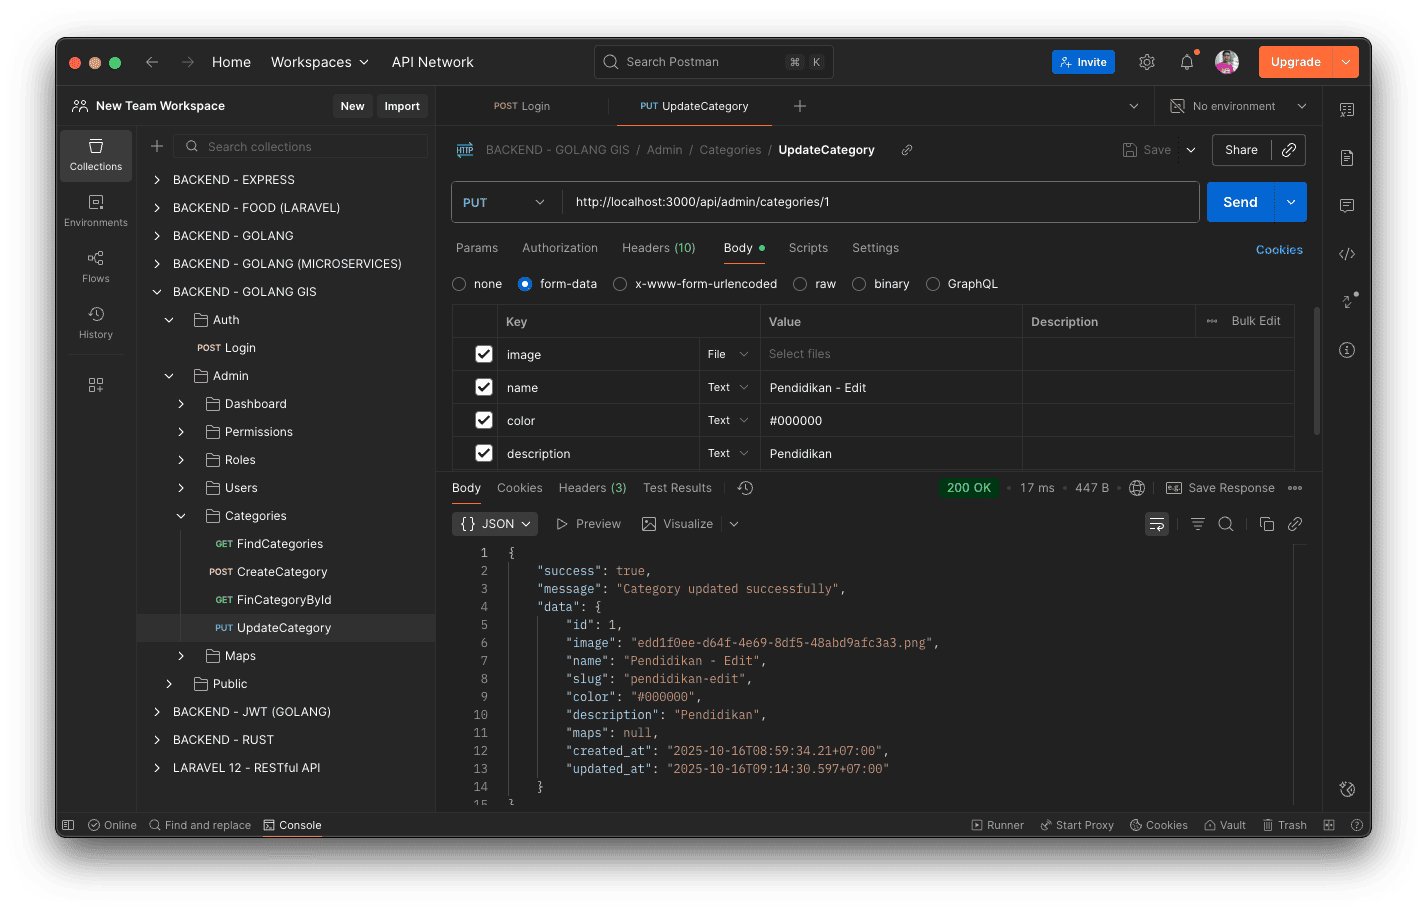 Home
Workspaces
API Network
Search Postman
⌘ K
Invite
Upgrade
New Team Workspace
New
Import
POST Login
PUT UpdateCategory
No environment
Collections
Environments
Flows
History
Search collections
BACKEND - EXPRESS
BACKEND - FOOD (LARAVEL)
BACKEND - GOLANG
BACKEND - GOLANG (MICROSERVICES)
BACKEND - GOLANG GIS
Auth
POST Login
Admin
Dashboard
Permissions
Roles
Users
Categories
GET FindCategories
POST CreateCategory
GET FinCategoryById
PUT UpdateCategory
Maps
Public
BACKEND - JWT (GOLANG)
BACKEND - RUST
LARAVEL 12 - RESTful API
HTTP BACKEND - GOLANG GIS / Admin / Categories / UpdateCategory
Save
Share
PUT http://localhost:3000/api/admin/categories/1
Send
Params Authorization Headers (10) Body Scripts Settings
Cookies
none form-data x-www-form-urlencoded raw binary GraphQL
Key Value Description Bulk Edit
image File Select files
name Text Pendidikan - Edit
color Text #000000
description Text Pendidikan
Body Cookies Headers (3) Test Results
200 OK 17 ms 447 B
Save Response
{} JSON Preview Visualize
1 {
2 "success": true,
3 "message": "Category updated successfully",
4 "data": {
5 "id": 1,
6 "image": "edd1f0ee-d64f-4e69-8df5-48abd9afc3a3.png",
7 "name": "Pendidikan - Edit",
8 "slug": "pendidikan-edit",
9 "color": "#000000",
10 "description": "Pendidikan",
11 "maps": null,
12 "created_at": "2025-10-16T08:59:34.21+07:00",
13 "updated_at": "2025-10-16T09:14:30.597+07:00"
14 }
15 }
Online
Find and replace
Console
Runner
Start Proxy
Cookies
Vault
Trash